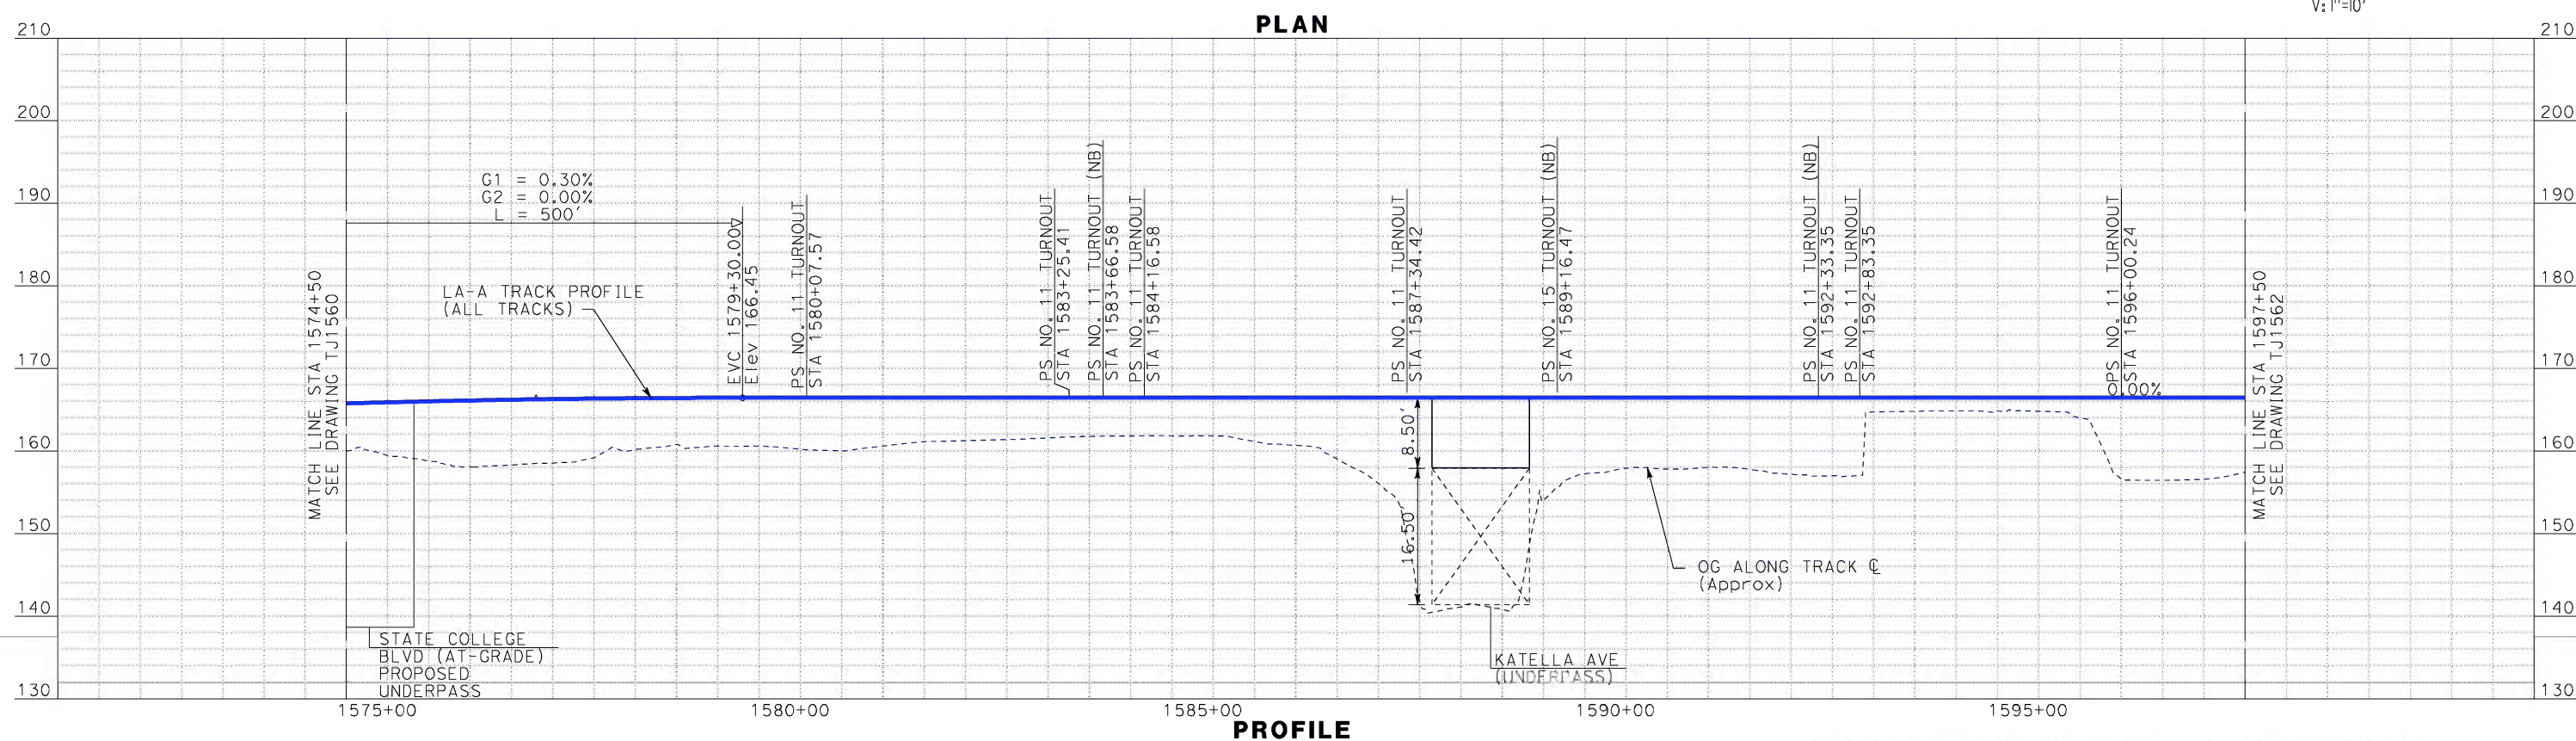 V: 1"=10'
PLAN
210
200
190
180
170
160
150
140
130
210
200
190
180
170
160
150
140
130
MATCH LINE STA 1574+50
SEE DRAWING TJ1560
G1 = 0.30%
G2 = 0.00%
L = 500'
LA-A TRACK PROFILE
(ALL TRACKS)
EVC 1579+30.00
Elev 166.45
PS NO.11 TURNOUT
STA 1580+07.57
PS NO.11 TURNOUT
STA 1583+25.41
PS NO.11 TURNOUT (NB)
STA 1583+66.58
PS NO.11 TURNOUT
STA 1584+16.58
PS NO.11 TURNOUT
STA 1587+34.42
PS NO.15 TURNOUT (NB)
STA 1589+16.47
PS NO.11 TURNOUT (NB)
STA 1592+33.35
PS NO.11 TURNOUT
STA 1592+83.35
PS NO.11 TURNOUT
STA 1596+00.24
0.00%
MATCH LINE STA 1597+50
SEE DRAWING TJ1562
8.50'
16.50'
OG ALONG TRACK ℄
(Approx)
STATE COLLEGE
BLVD (AT-GRADE)
PROPOSED
UNDERPASS
KATELLA AVE
(UNDERPASS)
1575+00
1580+00
1585+00
1590+00
1595+00
PROFILE